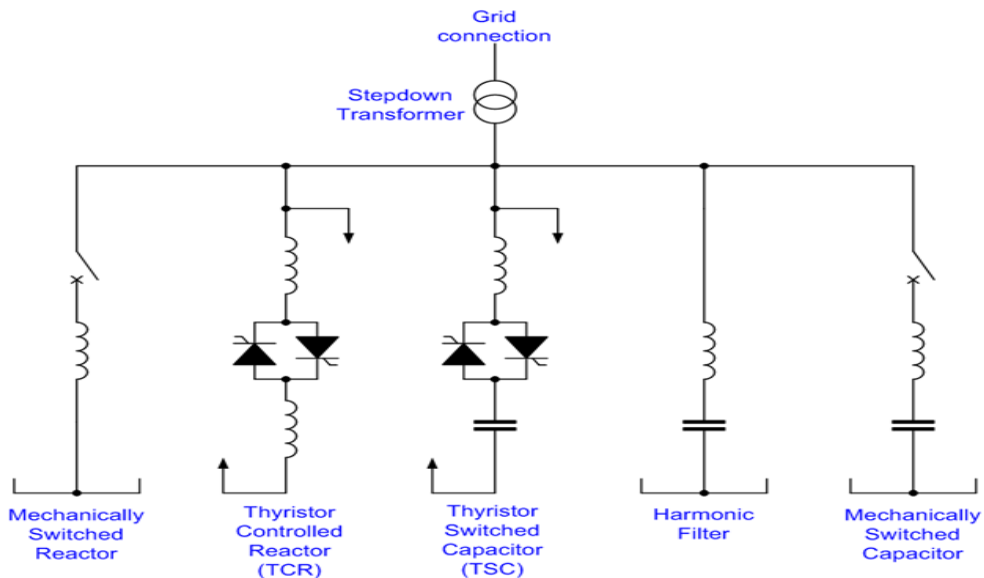 Grid
connection
Stepdown
Transformer
Mechanically
Switched
Reactor
Thyristor
Controlled
Reactor
(TCR)
Thyristor
Switched
Capacitor
(TSC)
Harmonic
Filter
Mechanically
Switched
Capacitor